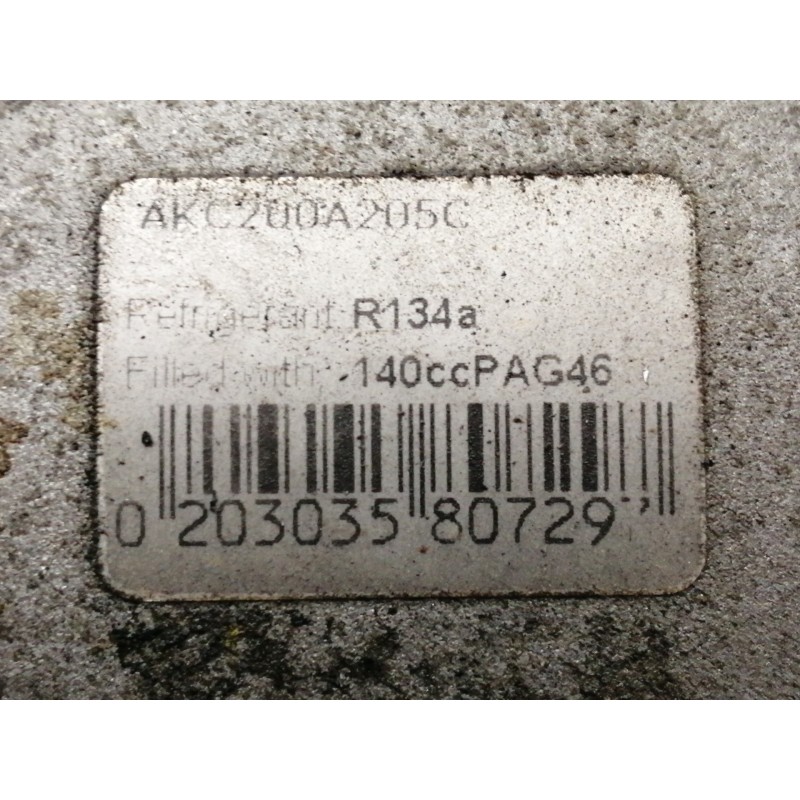 AKC200A205C
Refrigerant R134a
Filled with: 140ccPAG46
0 203035 80729